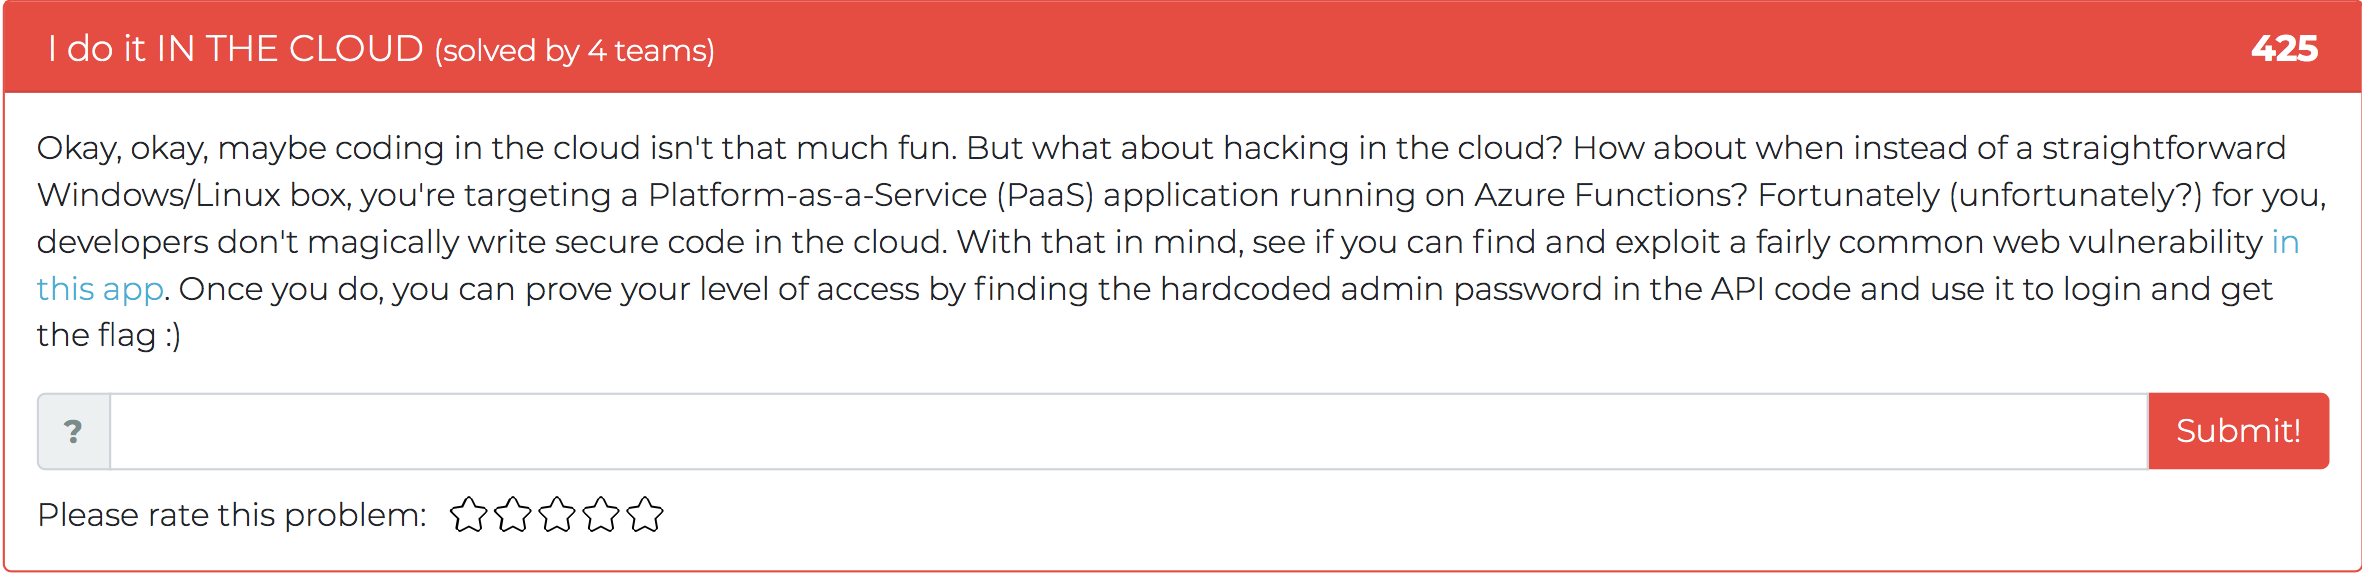 I do it IN THE CLOUD (solved by 4 teams) 425
Okay, okay, maybe coding in the cloud isn't that much fun. But what about hacking in the cloud? How about when instead of a straightforward
Windows/Linux box, you're targeting a Platform-as-a-Service (PaaS) application running on Azure Functions? Fortunately (unfortunately?) for you,
developers don't magically write secure code in the cloud. With that in mind, see if you can find and exploit a fairly common web vulnerability in
this app. Once you do, you can prove your level of access by finding the hardcoded admin password in the API code and use it to login and get
the flag :)
? Submit!
Please rate this problem: